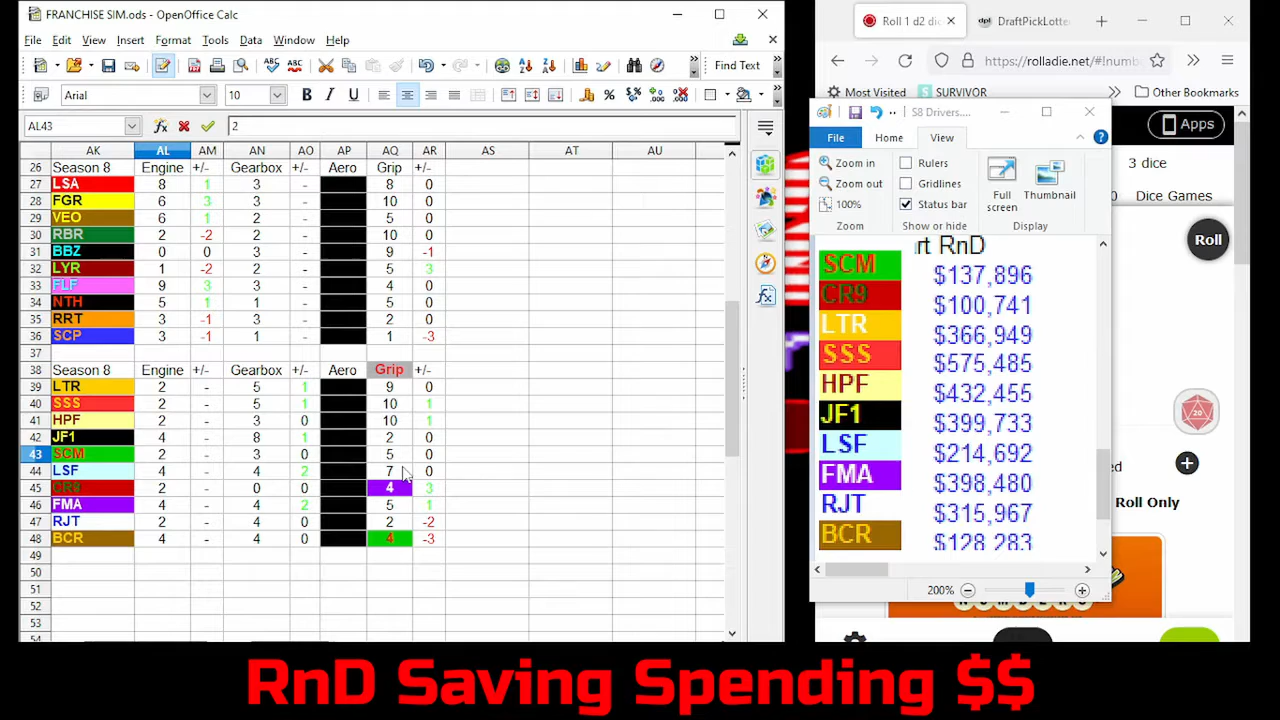 FRANCHISE SIM.ods - OpenOffice Calc
File Edit View Insert Format Tools Data Window Help
Find Text
Arial 10
AL43 2
AK AL AM AN AO AP AQ AR AS AT AU
26 Season 8 Engine +/- Gearbox +/- Aero Grip +/-
27 LSA 8 1 3 - 8 0
28 FGR 6 3 3 - 10 0
29 VEO 6 1 2 - 5 0
30 RBR 2 -2 2 - 10 0
31 BBZ 0 0 3 - 9 -1
32 LYR 1 -2 2 - 5 3
33 FLF 9 3 3 - 4 0
34 NTH 5 1 1 - 5 0
35 RRT 3 -1 3 - 2 0
36 SCP 3 -1 1 - 1 -3
37
38 Season 8 Engine +/- Gearbox +/- Aero Grip +/-
39 LTR 2 - 5 1 9 0
40 SSS 2 - 5 1 10 1
41 HPF 2 - 3 0 10 1
42 JF1 4 - 8 1 2 0
43 SCM 2 - 3 0 5 0
44 LSF 4 - 4 2 7 0
45 CR9 2 - 0 0 4 3
46 FMA 4 - 4 2 5 1
47 RJT 2 - 4 0 2 -2
48 BCR 4 - 4 0 4 -3
49
50
51
52
53
54
Roll 1 d2 dic
dpl DraftPickLotte
https://rolladie.net/#!numb
Most Visited SURVIVOR Other Bookmarks
S8 Drivers....
File Home View
Zoom in
Zoom out
100%
Zoom
Rulers
Gridlines
Status bar
Show or hide
Full screen
Thumbnail
Display
rt RnD
SCM $137,896
CR9 $100,741
LTR $366,949
SSS $575,485
HPF $432,455
JF1 $399,733
LSF $214,692
FMA $398,480
RJT $315,967
BCR $128,283
200%
Apps
3 dice
Dice Games
Roll
20
ed
Roll Only
RnD Saving Spending $$